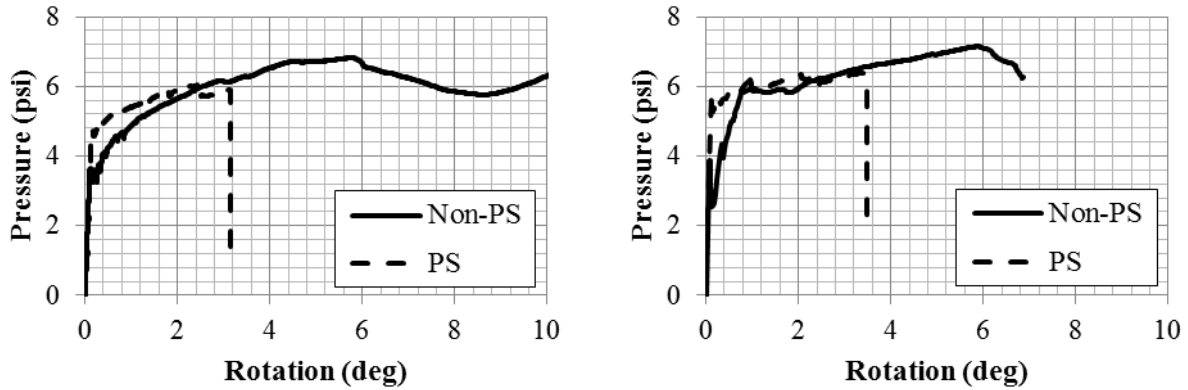 8
6
4
2
0
Pressure (psi)
0 2 4 6 8 10
Rotation (deg)
Non-PS
PS
8
6
4
2
0
Pressure (psi)
0 2 4 6 8 10
Rotation (deg)
Non-PS
PS